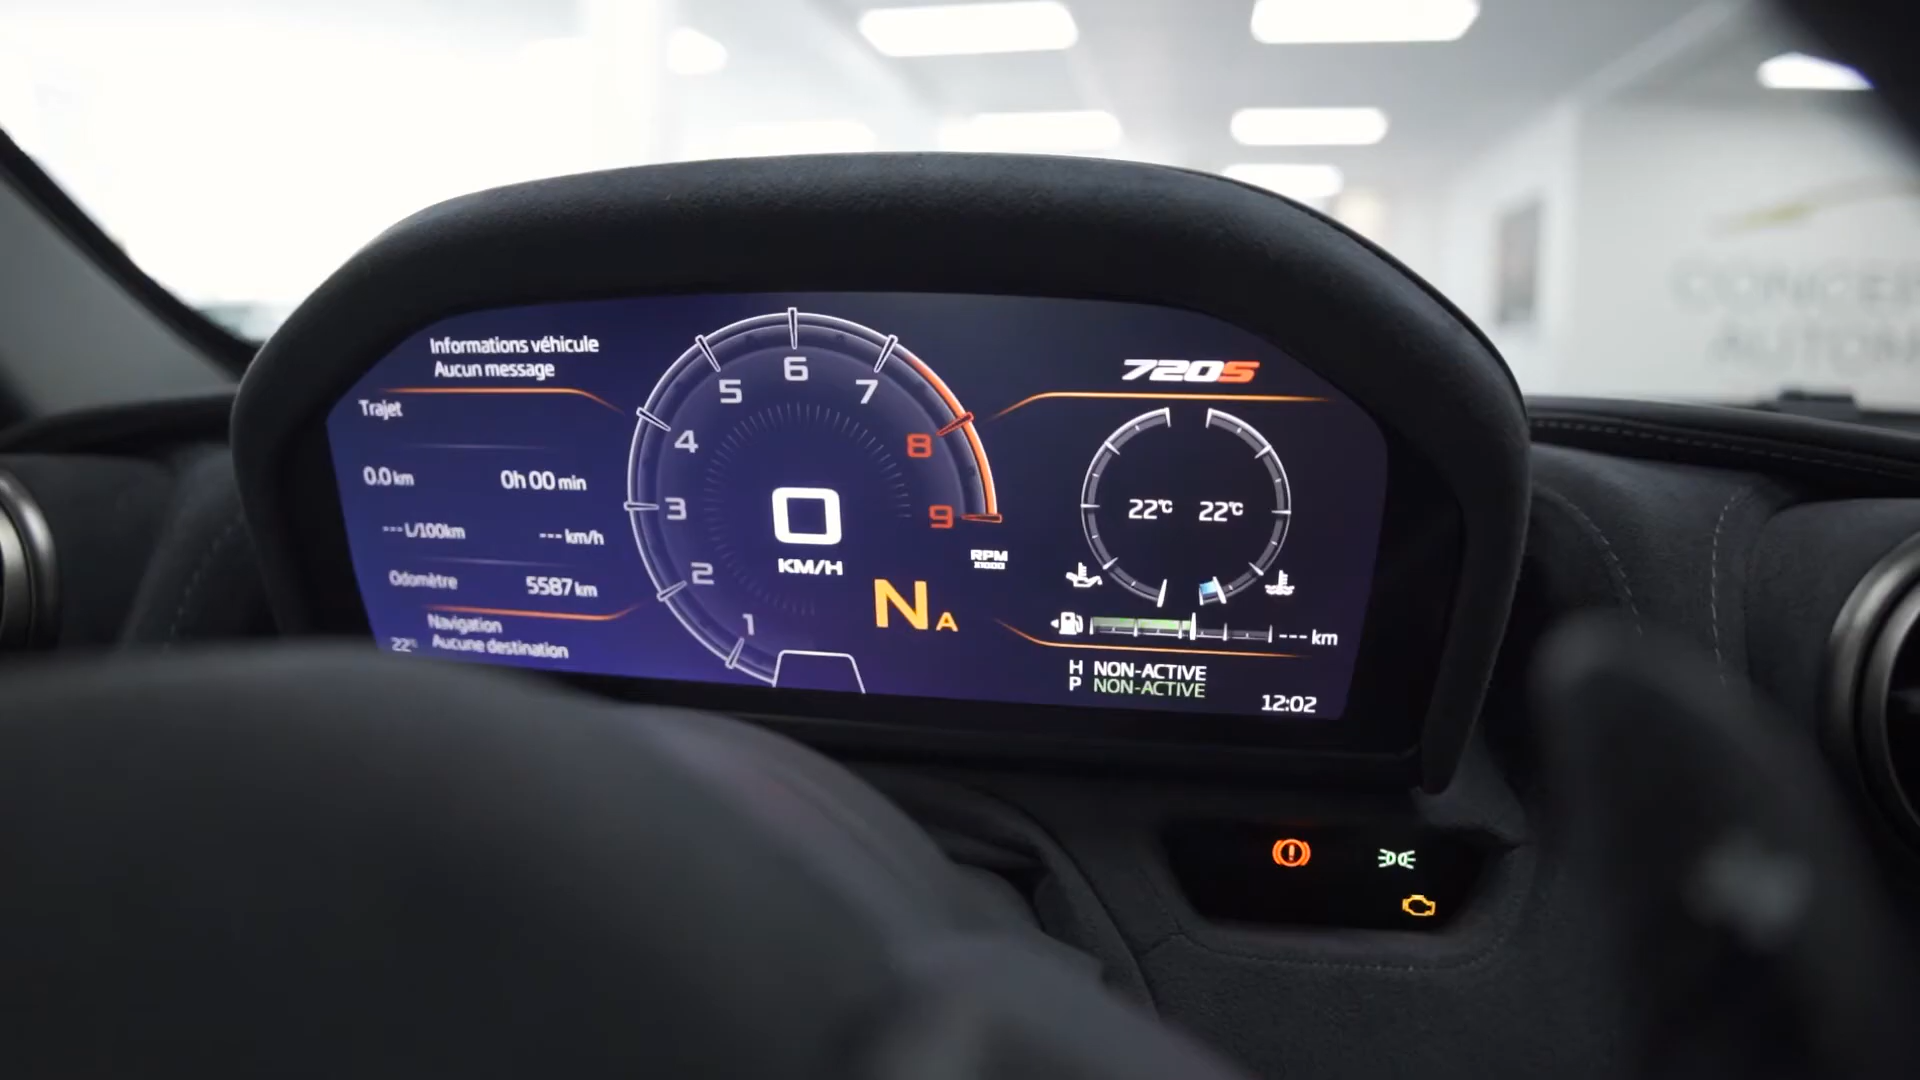 Informations véhicule
Aucun message
Trajet
0.0 km 0h 00 min
--- L/100km --- km/h
Odomètre 5587 km
Navigation
22° Aucune destination
1
2
3
4
5
6
7
8
9
RPM
X1000
0
KM/H
NA
720S
22°C 22°C
--- km
H NON-ACTIVE
P NON-ACTIVE
12:02